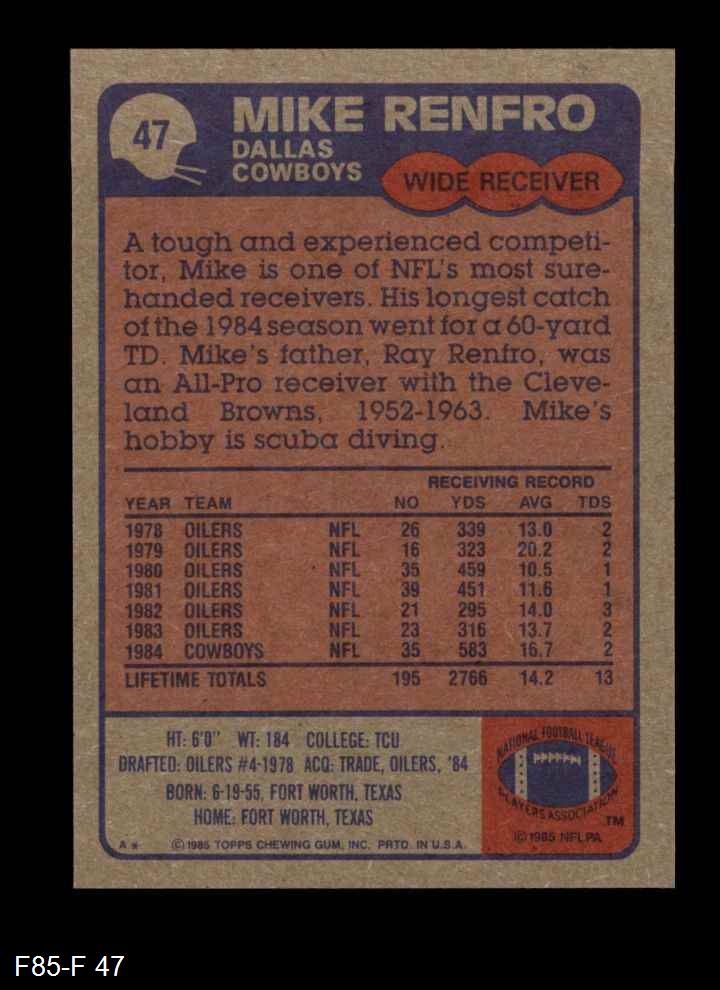 47
MIKE RENFRO
DALLAS
COWBOYS
WIDE RECEIVER
A tough and experienced competi-
tor, Mike is one of NFL's most sure-
handed receivers. His longest catch
of the 1984 season went for a 60-yard
TD. Mike's father, Ray Renfro, was
an All-Pro receiver with the Cleve-
land Browns, 1952-1963. Mike's
hobby is scuba diving.
RECEIVING RECORD
YEAR TEAM NO YDS AVG TDS
1978 OILERS NFL 26 339 13.0 2
1979 OILERS NFL 16 323 20.2 2
1980 OILERS NFL 35 459 10.5 1
1981 OILERS NFL 39 451 11.6 1
1982 OILERS NFL 21 295 14.0 3
1983 OILERS NFL 23 316 13.7 2
1984 COWBOYS NFL 35 583 16.7 2
LIFETIME TOTALS 195 2766 14.2 13
HT: 6'0" WT: 184 COLLEGE: TCU
DRAFTED: OILERS #4-1978 ACQ: TRADE, OILERS, '84
BORN: 6-19-55, FORT WORTH, TEXAS
HOME: FORT WORTH, TEXAS
A* ©1985 TOPPS CHEWING GUM, INC. PRTD. IN U.S.A.
NATIONAL FOOTBALL LEAGUE
PLAYERS ASSOCIATION
TM
©1985 NFLPA
F85-F 47